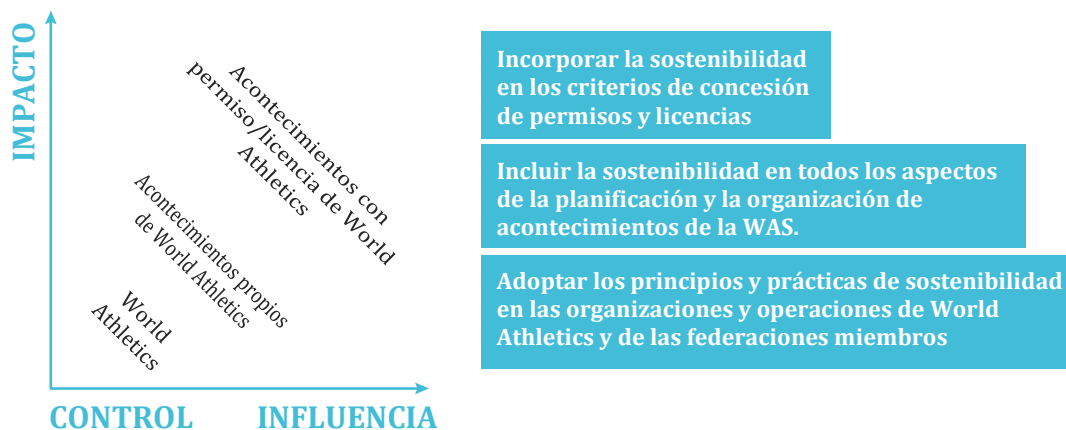 IMPACTO
Acontecimientos con
permiso/licencia de World
Athletics
Acontecimientos propios
de World Athletics
World
Athletics
CONTROL
INFLUENCIA
Incorporar la sostenibilidad
en los criterios de concesión
de permisos y licencias
Incluir la sostenibilidad en todos los aspectos
de la planificación y la organización de
acontecimientos de la WAS.
Adoptar los principios y prácticas de sostenibilidad
en las organizaciones y operaciones de World
Athletics y de las federaciones miembros